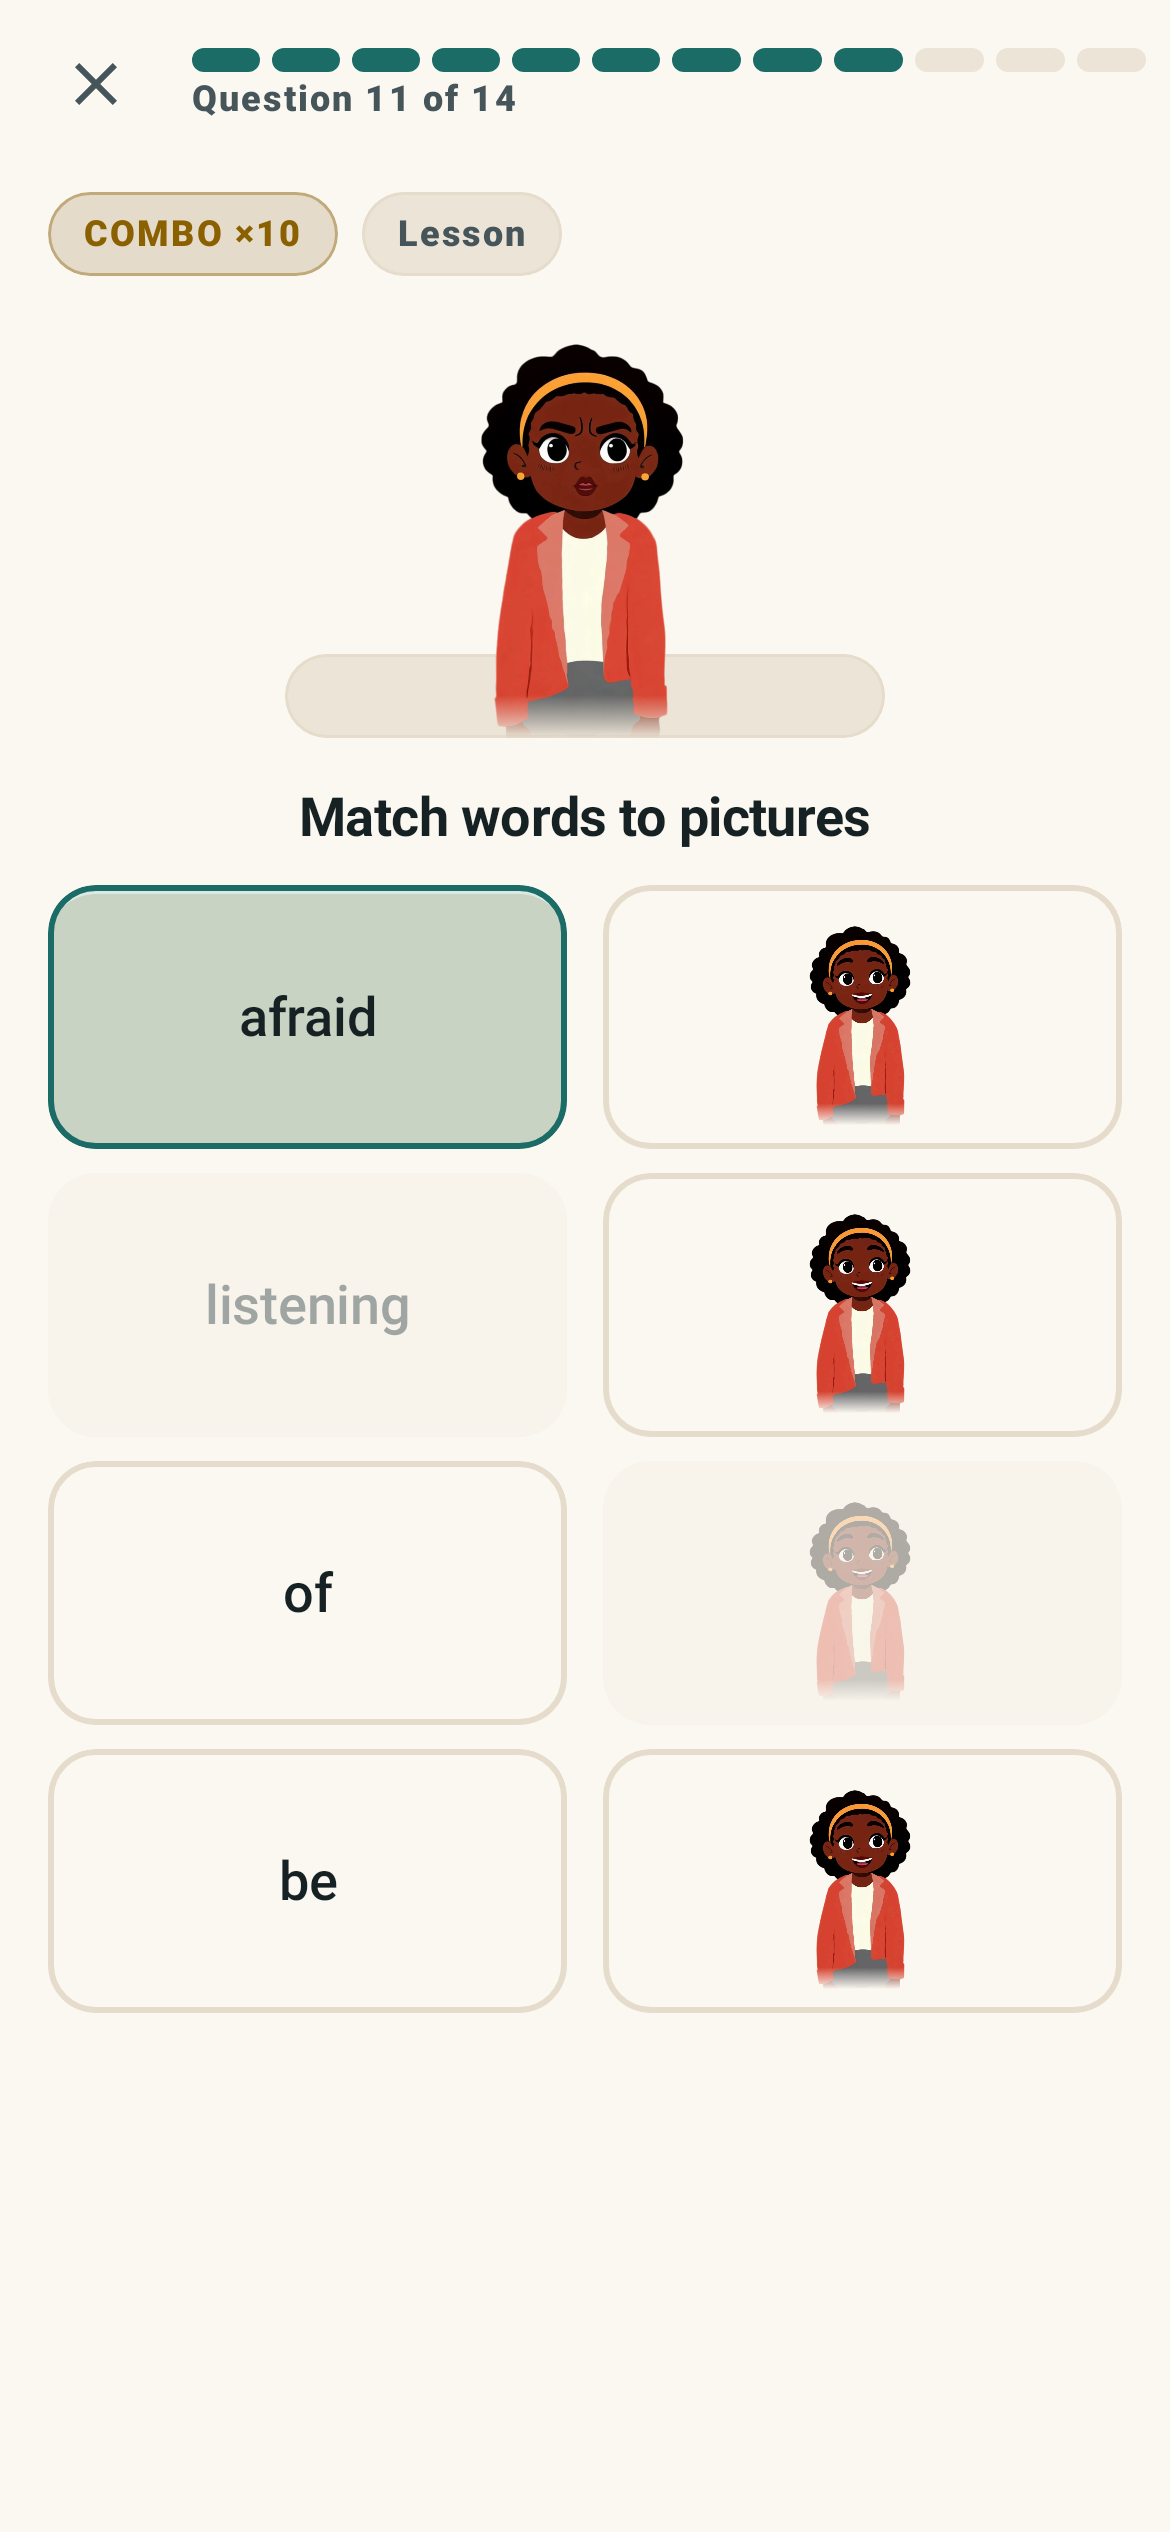 Question 11 of 14
COMBO ×10
Lesson
Match words to pictures
afraid
listening
of
be